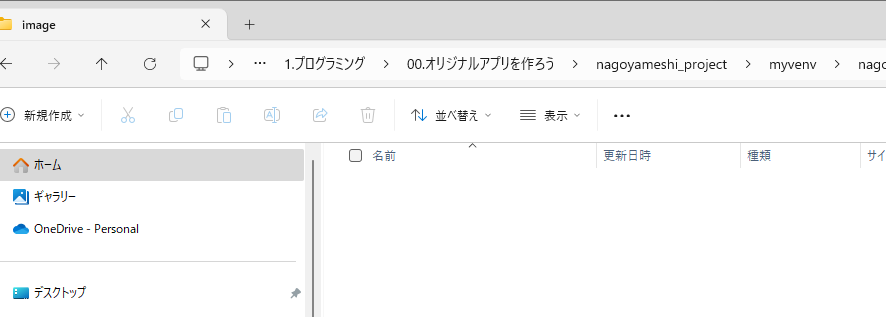 image
1.プログラミング 00.オリジナルアプリを作ろう nagoyameshi_project myvenv nago
新規作成 並べ替え 表示
名前 更新日時 種類 サイ
ホーム
ギャラリー
OneDrive - Personal
デスクトップ